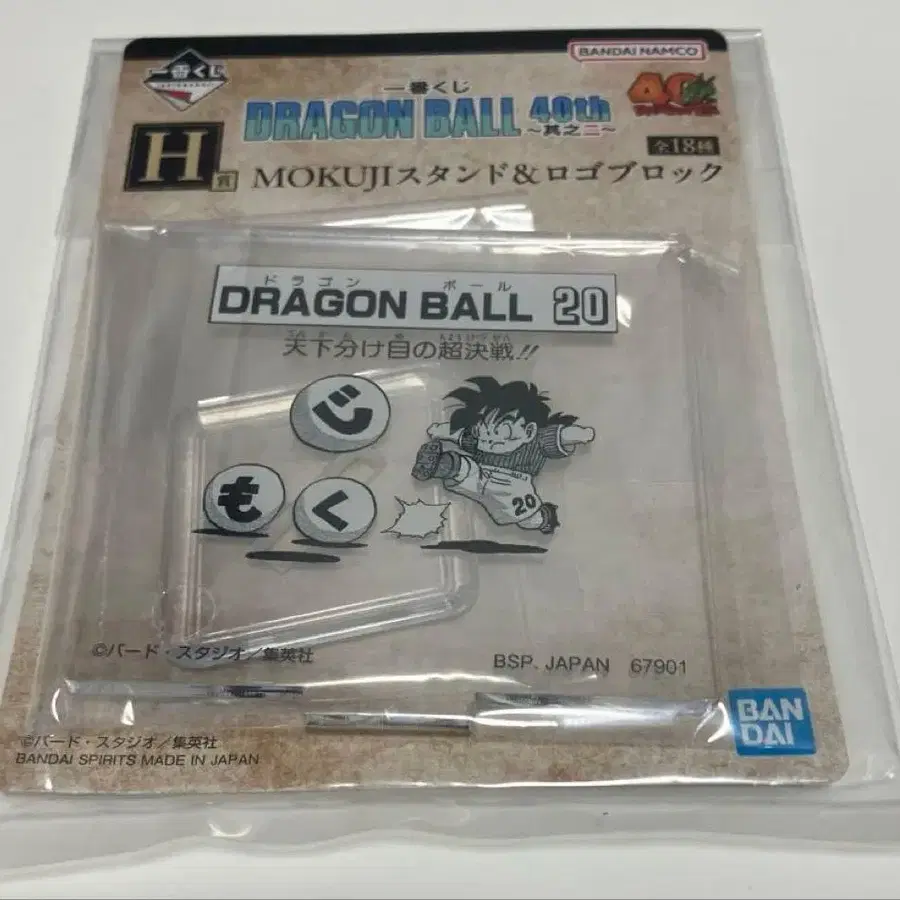 一番くじ
BANDAI NAMCO
一番くじ
DRAGON BALL 40th
~其之二~
40th
H賞
全18種
MOKUJIスタンド&ロゴブロック
ドラゴン ボール
DRAGON BALL 20
天下分け目の超決戦!!
じ
もく
20
©バード・スタジオ/集英社
BSP. JAPAN 67901
BAN
DAI
©バード・スタジオ/集英社
BANDAI SPIRITS MADE IN JAPAN